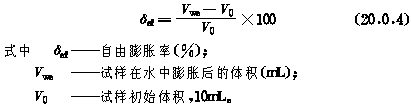 δef = (Vwe − V0) / V0 × 100 (20.0.4)
式中 δef——自由膨胀率(%);
Vwe——试样在水中膨胀后的体积(mL);
V0——试样初始体积,10mL。